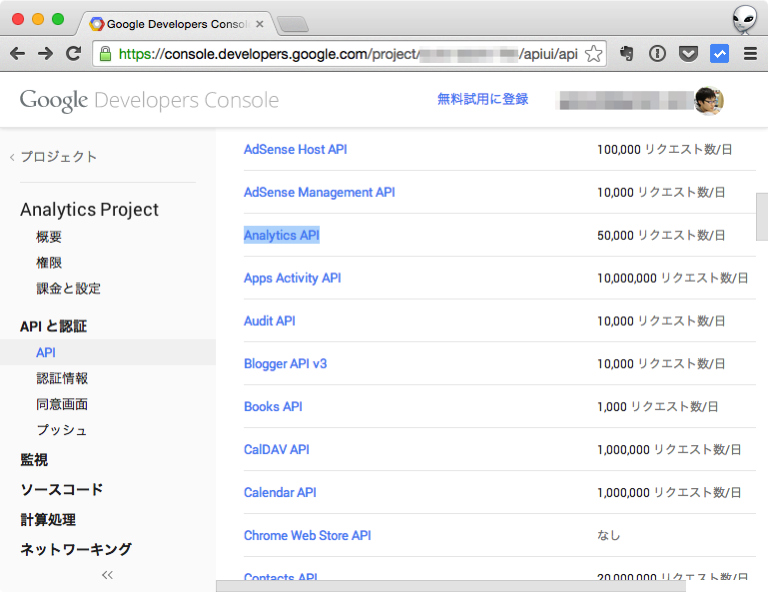 Google Developers Conso
https://console.developers.google.com/project/ /apiui/api
Google Developers Console
無料試用に登録
プロジェクト
Analytics Project
概要
権限
課金と設定
API と認証
API
認証情報
同意画面
プッシュ
監視
ソースコード
計算処理
ネットワーキング
AdSense Host API 100,000 リクエスト数/日
AdSense Management API 10,000 リクエスト数/日
Analytics API 50,000 リクエスト数/日
Apps Activity API 10,000,000 リクエスト数/日
Audit API 10,000 リクエスト数/日
Blogger API v3 10,000 リクエスト数/日
Books API 1,000 リクエスト数/日
CalDAV API 1,000,000 リクエスト数/日
Calendar API 1,000,000 リクエスト数/日
Chrome Web Store API なし
Contacts API 20,000,000 リクエスト数/日